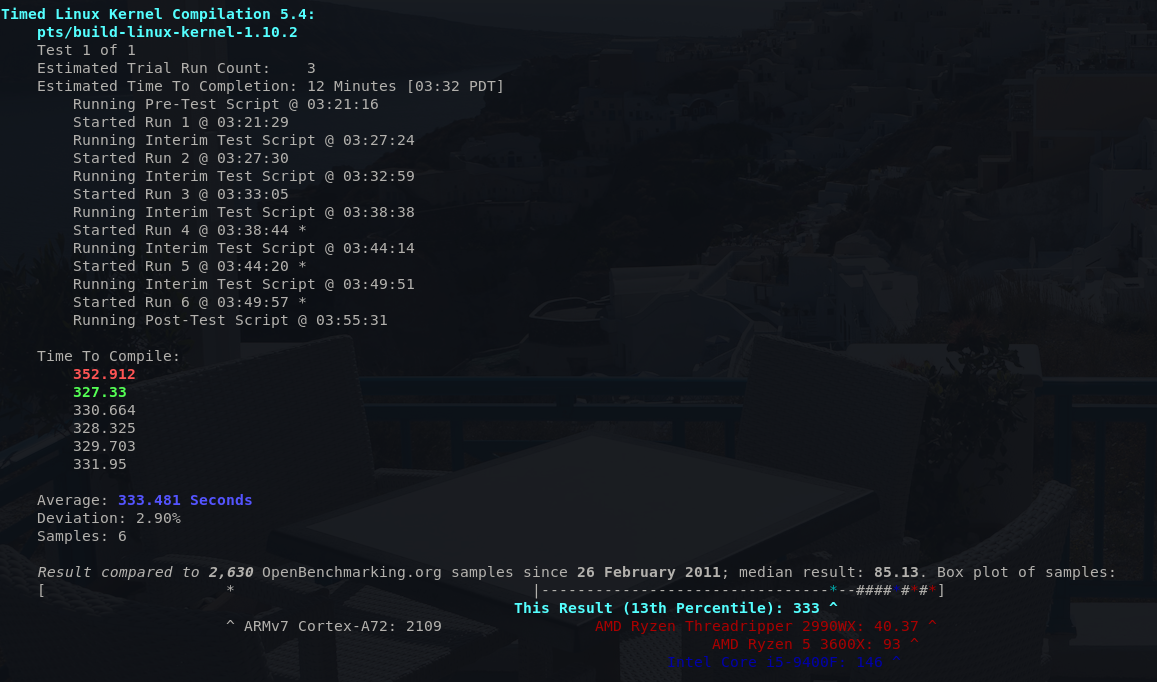 Timed Linux Kernel Compilation 5.4:
pts/build-linux-kernel-1.10.2
Test 1 of 1
Estimated Trial Run Count:    3
Estimated Time To Completion: 12 Minutes [03:32 PDT]
Running Pre-Test Script @ 03:21:16
Started Run 1 @ 03:21:29
Running Interim Test Script @ 03:27:24
Started Run 2 @ 03:27:30
Running Interim Test Script @ 03:32:59
Started Run 3 @ 03:33:05
Running Interim Test Script @ 03:38:38
Started Run 4 @ 03:38:44 *
Running Interim Test Script @ 03:44:14
Started Run 5 @ 03:44:20 *
Running Interim Test Script @ 03:49:51
Started Run 6 @ 03:49:57 *
Running Post-Test Script @ 03:55:31
Time To Compile:
352.912
327.33
330.664
328.325
329.703
331.95
Average: 333.481 Seconds
Deviation: 2.90%
Samples: 6
Result compared to 2,630 OpenBenchmarking.org samples since 26 February 2011; median result: 85.13. Box plot of samples:
[                    *                                 |--------------------------------*--####*#*#*]
This Result (13th Percentile): 333 ^
^ ARMv7 Cortex-A72: 2109                 AMD Ryzen Threadripper 2990WX: 40.37 ^
AMD Ryzen 5 3600X: 93 ^
Intel Core i5-9400F: 146 ^